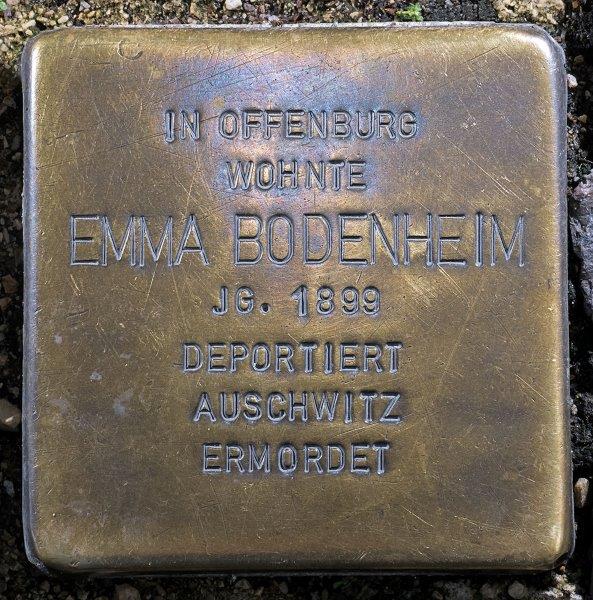 IN OFFENBURG
WOHNTE
EMMA BODENHEIM
JG. 1899
DEPORTIERT
AUSCHWITZ
ERMORDET